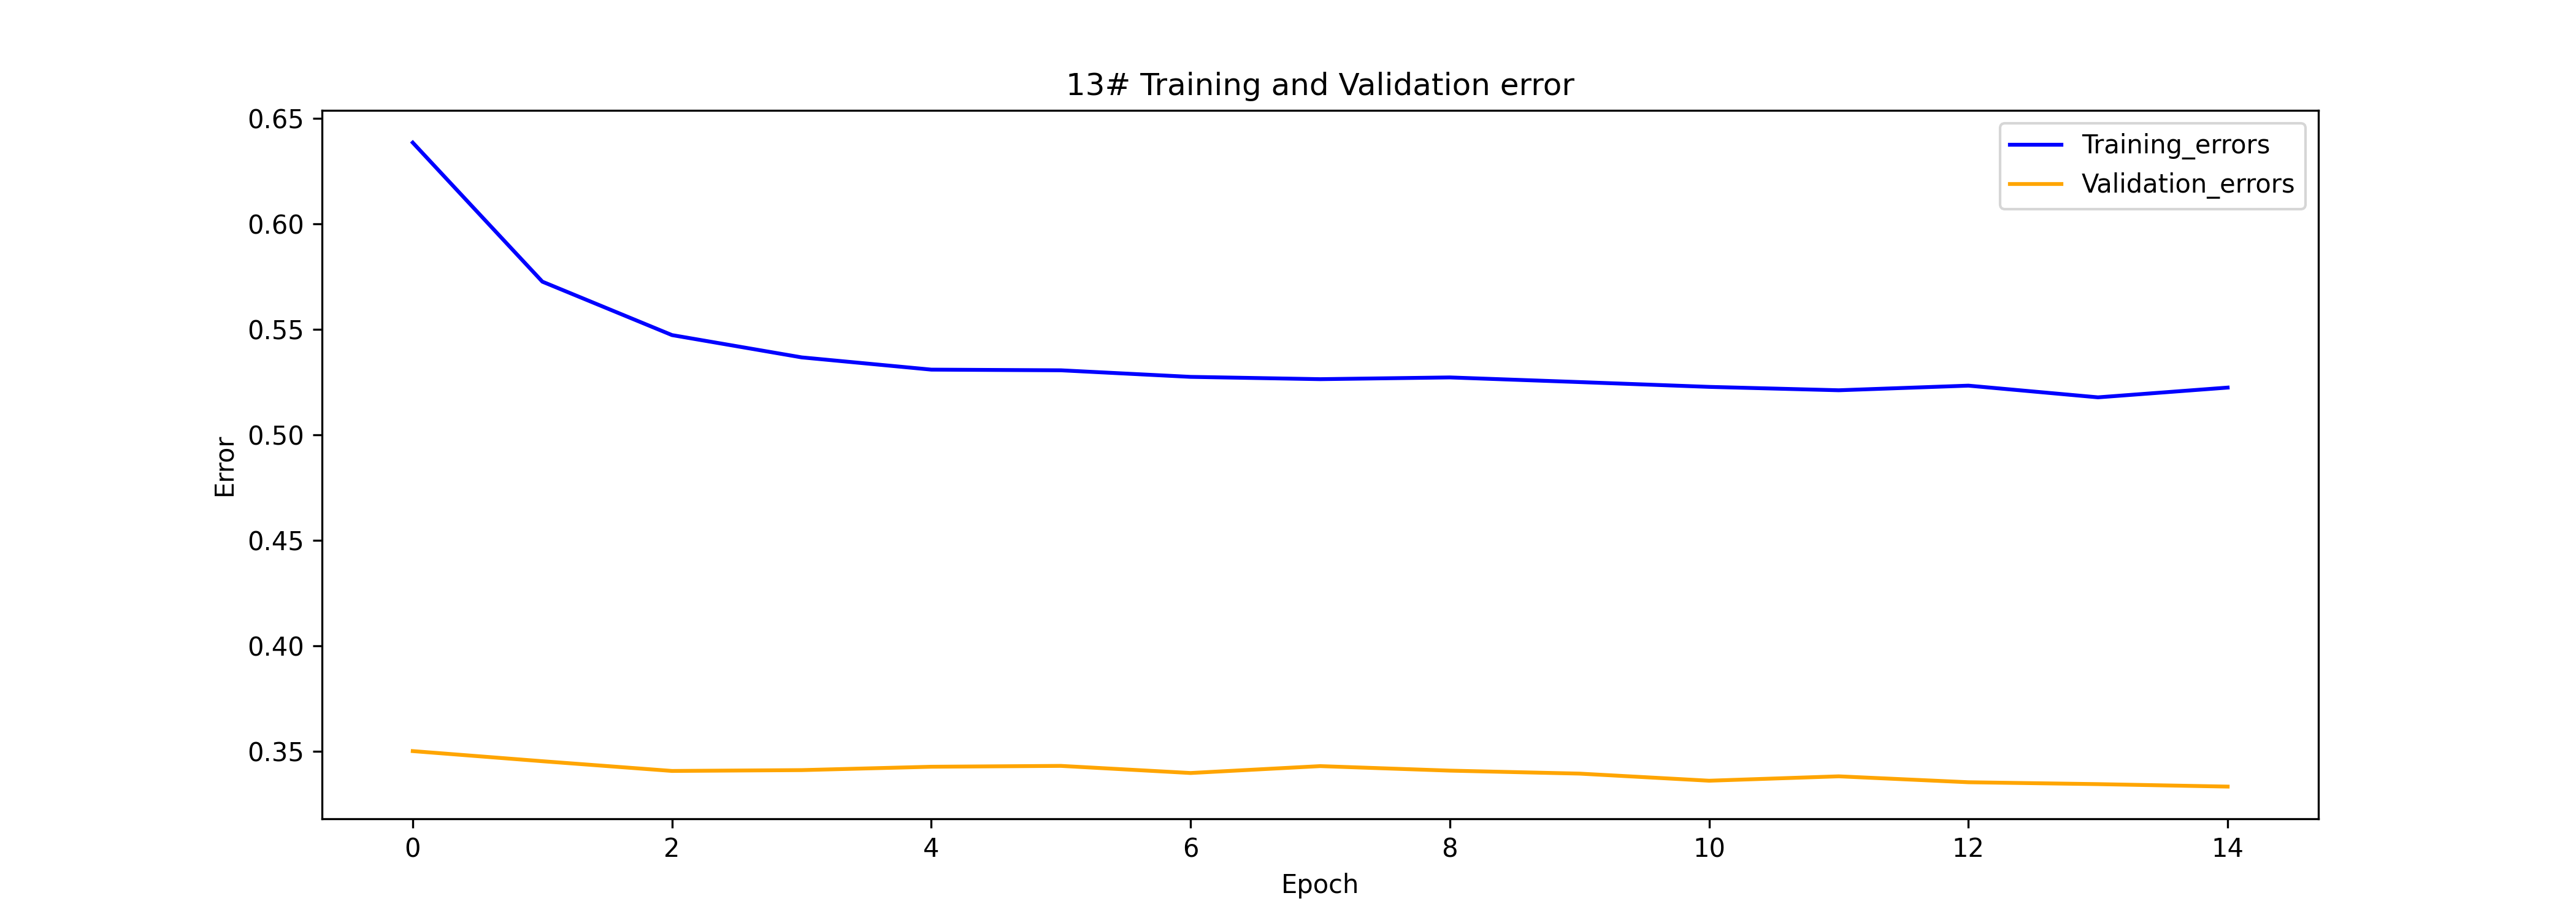 13# Training and Validation error
Training_errors
Validation_errors
Error
0.65
0.60
0.55
0.50
0.45
0.40
0.35
0 2 4 6 8 10 12 14
Epoch